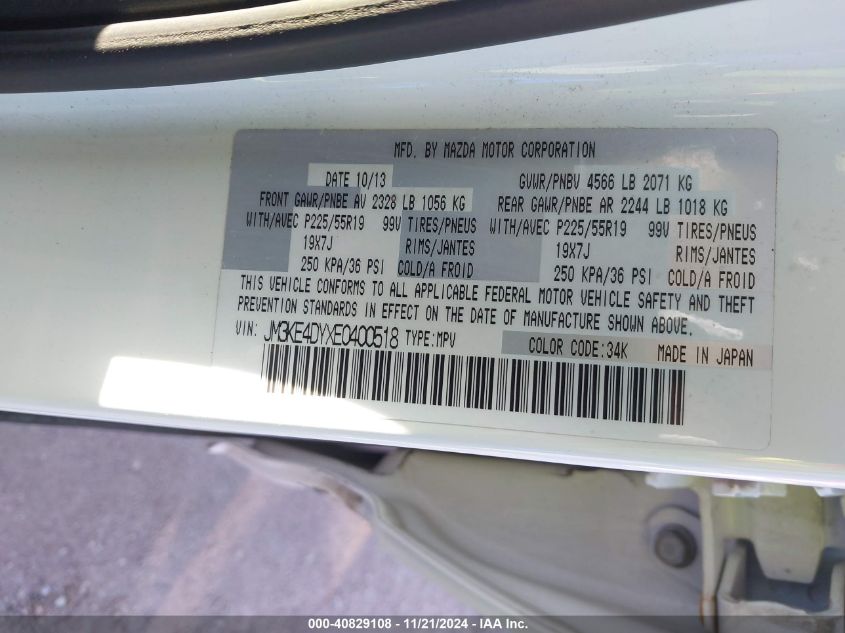 MFD. BY MAZDA MOTOR CORPORATION
DATE 10/13 GVWR/PNBV 4566 LB 2071 KG
FRONT GAWR/PNBE AV 2328 LB 1056 KG REAR GAWR/PNBE AR 2244 LB 1018 KG
WITH/AVEC P225/55R19 99V TIRES/PNEUS WITH/AVEC P225/55R19 99V TIRES/PNEUS
19X7J RIMS/JANTES 19X7J RIMS/JANTES
250 KPA/36 PSI COLD/A FROID 250 KPA/36 PSI COLD/A FROID
THIS VEHICLE CONFORMS TO ALL APPLICABLE FEDERAL MOTOR VEHICLE SAFETY AND THEFT
PREVENTION STANDARDS IN EFFECT ON THE DATE OF MANUFACTURE SHOWN ABOVE.
VIN: JM3KE4DYXE0400518 TYPE:MPV COLOR CODE:34K MADE IN JAPAN
000-40829108 - 11/21/2024 - IAA Inc.